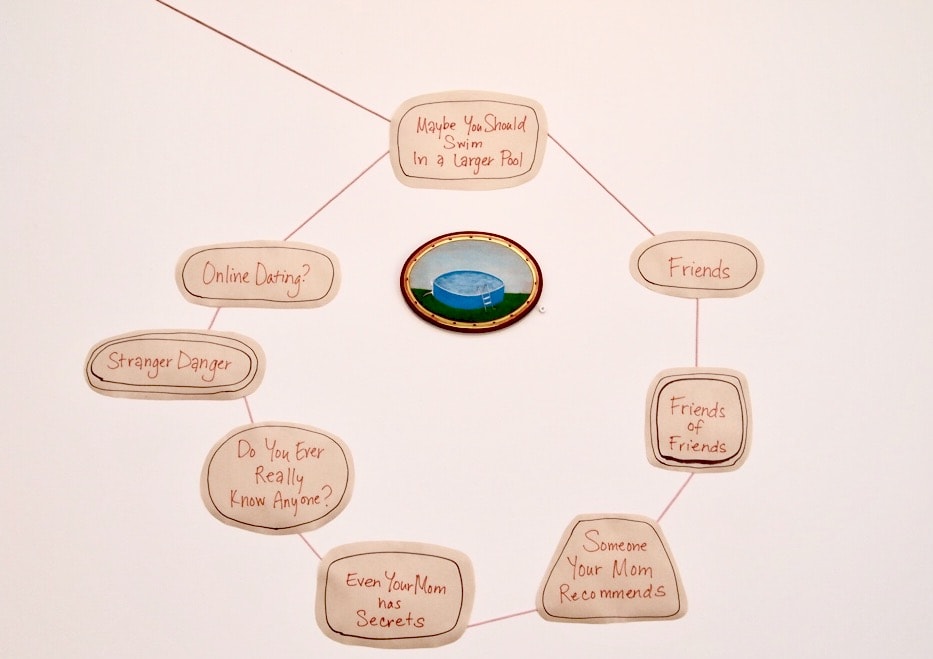 Maybe You Should
Swim
In a Larger Pool
Online Dating?
Friends
Stranger Danger
Friends
of
Friends
Do You Ever
Really
Know Anyone?
Someone
Your Mom
Recommends
Even Your Mom
has
Secrets